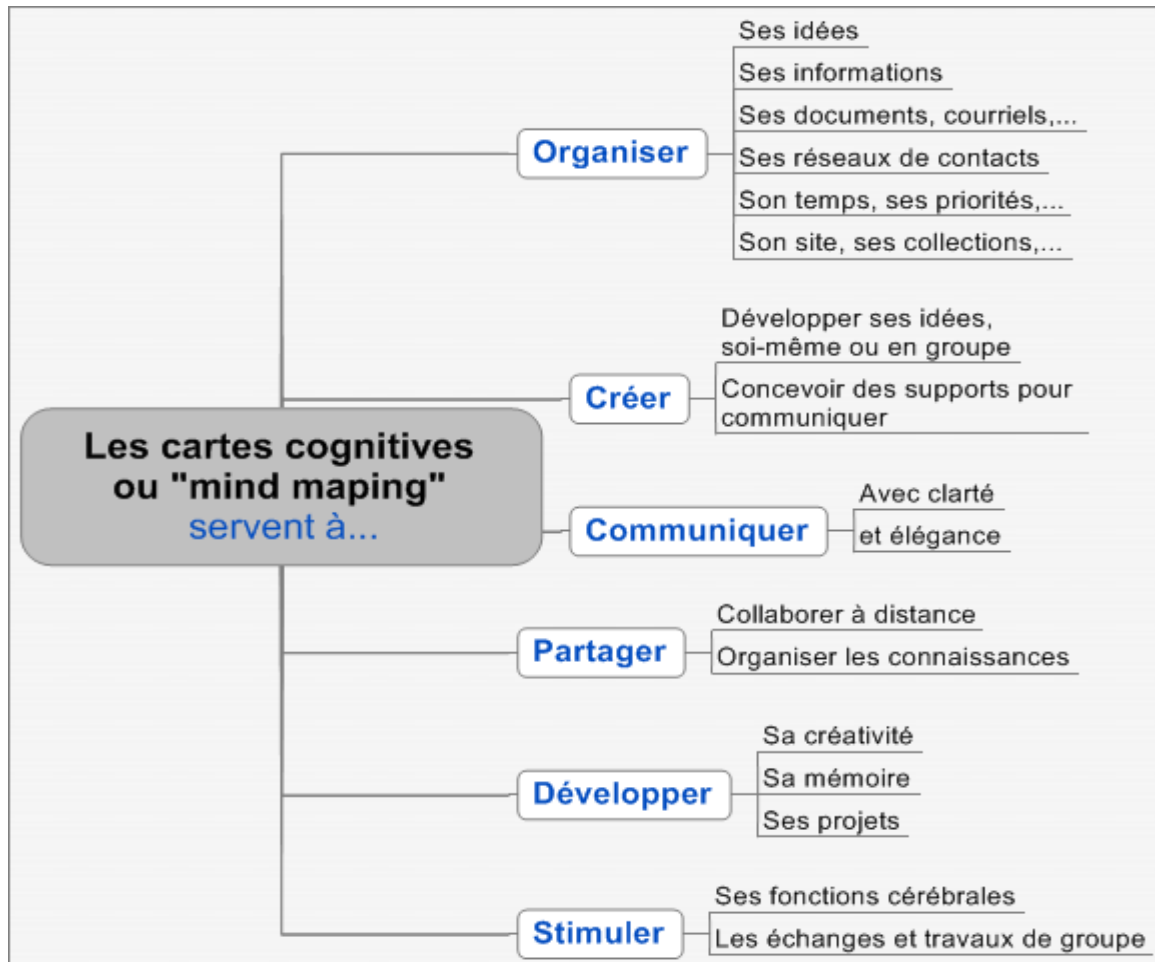 Les cartes cognitives
ou "mind maping"
servent à...
Organiser
Ses idées
Ses informations
Ses documents, courriels,...
Ses réseaux de contacts
Son temps, ses priorités,...
Son site, ses collections,...
Créer
Développer ses idées,
soi-même ou en groupe
Concevoir des supports pour
communiquer
Communiquer
Avec clarté
et élégance
Partager
Collaborer à distance
Organiser les connaissances
Développer
Sa créativité
Sa mémoire
Ses projets
Stimuler
Ses fonctions cérébrales
Les échanges et travaux de groupe